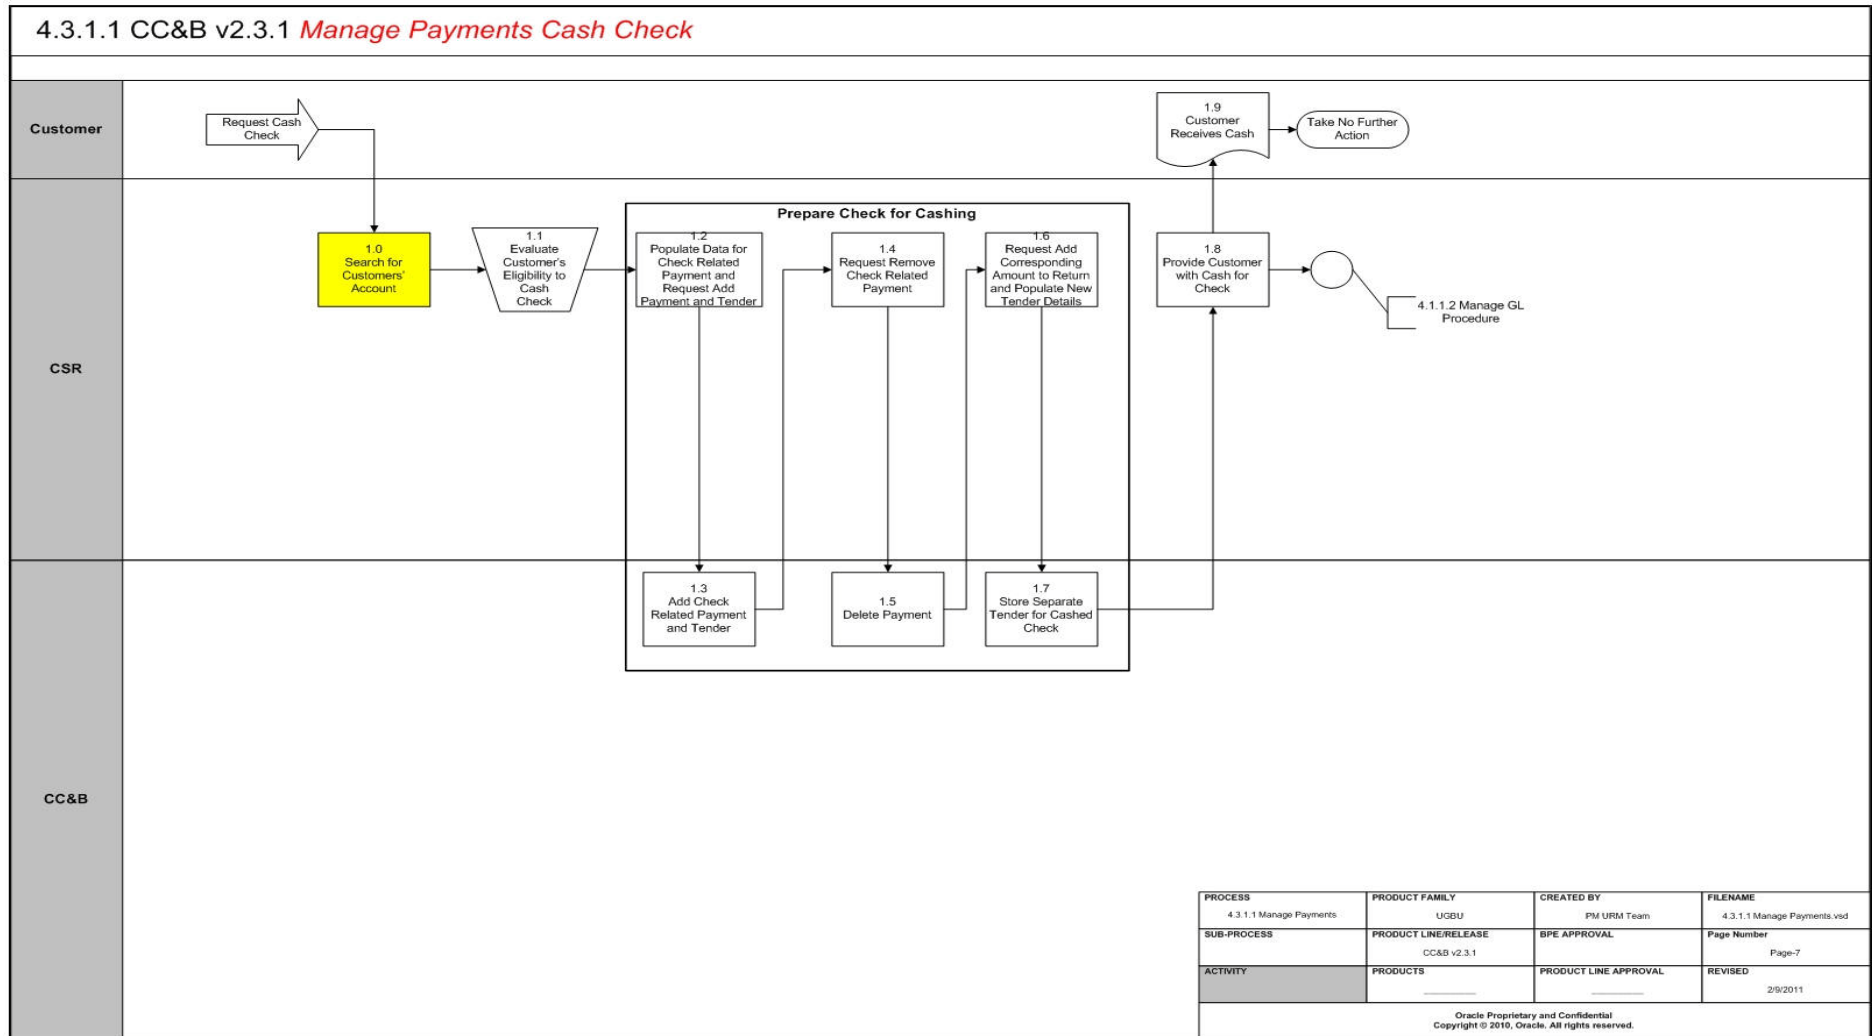 4.3.1.1 CC&B v2.3.1 Manage Payments Cash Check
Customer
Request Cash
Check
1.9
Customer
Receives Cash
Take No Further
Action
CSR
Prepare Check for Cashing
1.0
Search for
Customers'
Account
1.1
Evaluate
Customer's
Eligibility to
Cash
Check
1.2
Populate Data for
Check Related
Payment and
Request Add
Payment and Tender
1.4
Request Remove
Check Related
Payment
1.6
Request Add
Corresponding
Amount to Return
and Populate New
Tender Details
1.8
Provide Customer
with Cash for
Check
4.1.1.2 Manage GL
Procedure
CC&B
1.3
Add Check
Related Payment
and Tender
1.5
Delete Payment
1.7
Store Separate
Tender for Cashed
Check
PROCESS
4.3.1.1 Manage Payments
PRODUCT FAMILY
UGBU
CREATED BY
PM URM Team
FILENAME
4.3.1.1 Manage Payments.vsd
SUB-PROCESS
PRODUCT LINE/RELEASE
CC&B v2.3.1
BPE APPROVAL
Page Number
Page-7
ACTIVITY
PRODUCTS
PRODUCT LINE APPROVAL
REVISED
2/9/2011
Oracle Proprietary and Confidential
Copyright © 2010, Oracle. All rights reserved.